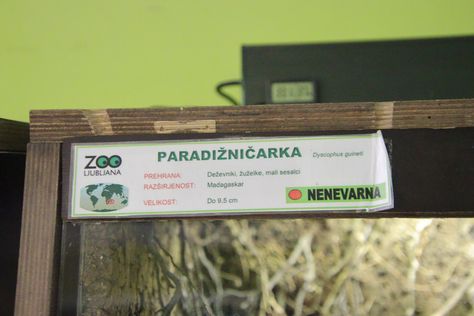 ZOO
LJUBLJANA
PARADIŽNIČARKA
Dyscophus guineti
PREHRANA: Deževniki, žuželke, mali sesalci
RAZŠIRJENOST: Madagaskar
VELIKOST: Do 9,5 cm
NENEVARNA